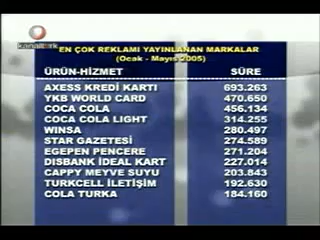 kanaltürk
EN ÇOK REKLAMI YAYINLANAN MARKALAR
(Ocak - Mayıs 2005)
ÜRÜN-HİZMET SÜRE
AXESS KREDİ KARTI 693.263
YKB WORLD CARD 470.650
COCA COLA 456.134
COCA COLA LIGHT 314.255
WINSA 280.497
STAR GAZETESİ 274.589
EGEPEN PENCERE 271.204
DISBANK İDEAL KART 227.014
CAPPY MEYVE SUYU 203.843
TURKCELL İLETİŞİM 192.630
COLA TURKA 184.160